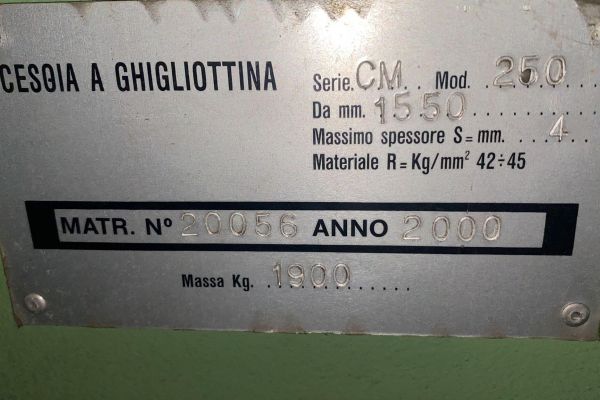 CESOIA A GHIGLIOTTINA
Serie. CM. . Mod. . 250
Da mm. 1550
Massimo spessore S=mm. . . . 4
Materiale R=Kg/mm² 42÷45
MATR. Nº 20056 ANNO 2000
Massa Kg. . 1900